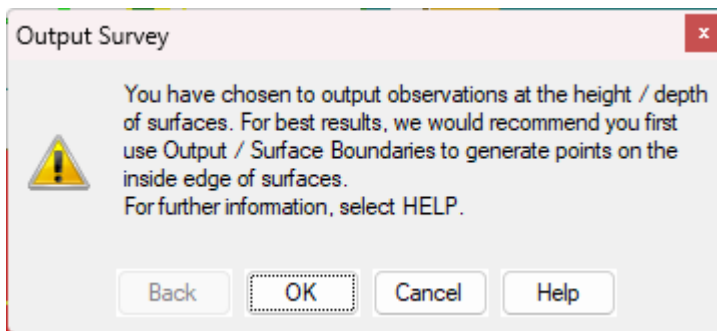 Output Survey
x
You have chosen to output observations at the height / depth
of surfaces. For best results, we would recommend you first
use Output / Surface Boundaries to generate points on the
inside edge of surfaces.
For further information, select HELP.
Back OK Cancel Help